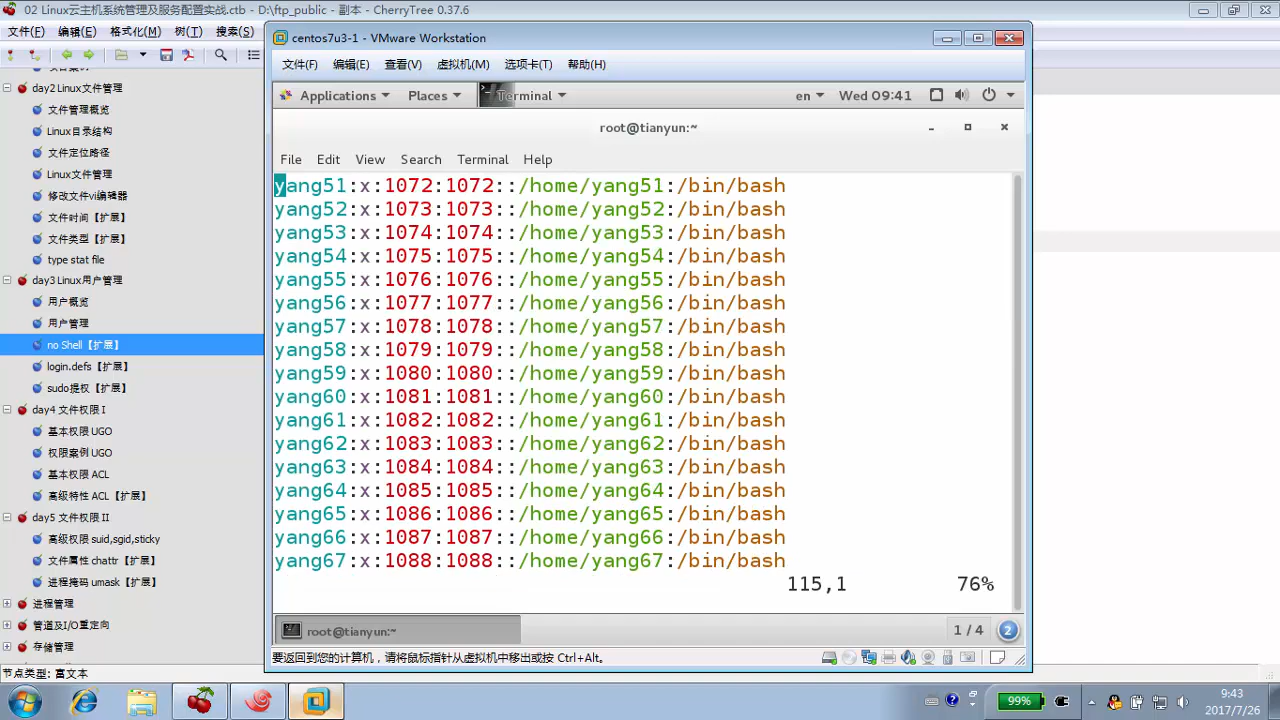 02 Linux云主机系统管理及服务配置实战.ctb - D:\ftp_public - 副本 - CherryTree 0.37.6
文件(F) 编辑(E) 格式化(M) 树(T) 搜索(S)
day2 Linux文件管理
文件管理概览
Linux目录结构
文件定位路径
Linux文件管理
修改文件vi编辑器
文件时间【扩展】
文件类型【扩展】
type stat file
day3 Linux用户管理
用户概览
用户管理
no Shell【扩展】
login.defs【扩展】
sudo提权【扩展】
day4 文件权限 I
基本权限 UGO
权限案例 UGO
基本权限 ACL
高级特性 ACL【扩展】
day5 文件权限 II
高级权限 suid,sgid,sticky
文件属性 chattr【扩展】
进程掩码 umask【扩展】
进程管理
管道及I/O重定向
存储管理
节点类型: 富文本
centos7u3-1 - VMware Workstation
文件(F) 编辑(E) 查看(V) 虚拟机(M) 选项卡(T) 帮助(H)
Applications Places Terminal en Wed 09:41
root@tianyun:~
File Edit View Search Terminal Help
yang51:x:1072:1072::/home/yang51:/bin/bash
yang52:x:1073:1073::/home/yang52:/bin/bash
yang53:x:1074:1074::/home/yang53:/bin/bash
yang54:x:1075:1075::/home/yang54:/bin/bash
yang55:x:1076:1076::/home/yang55:/bin/bash
yang56:x:1077:1077::/home/yang56:/bin/bash
yang57:x:1078:1078::/home/yang57:/bin/bash
yang58:x:1079:1079::/home/yang58:/bin/bash
yang59:x:1080:1080::/home/yang59:/bin/bash
yang60:x:1081:1081::/home/yang60:/bin/bash
yang61:x:1082:1082::/home/yang61:/bin/bash
yang62:x:1083:1083::/home/yang62:/bin/bash
yang63:x:1084:1084::/home/yang63:/bin/bash
yang64:x:1085:1085::/home/yang64:/bin/bash
yang65:x:1086:1086::/home/yang65:/bin/bash
yang66:x:1087:1087::/home/yang66:/bin/bash
yang67:x:1088:1088::/home/yang67:/bin/bash
115,1 76%
root@tianyun:~ 1 / 4 2
要返回到您的计算机，请将鼠标指针从虚拟机中移出或按 Ctrl+Alt。
99%
9:43
2017/7/26